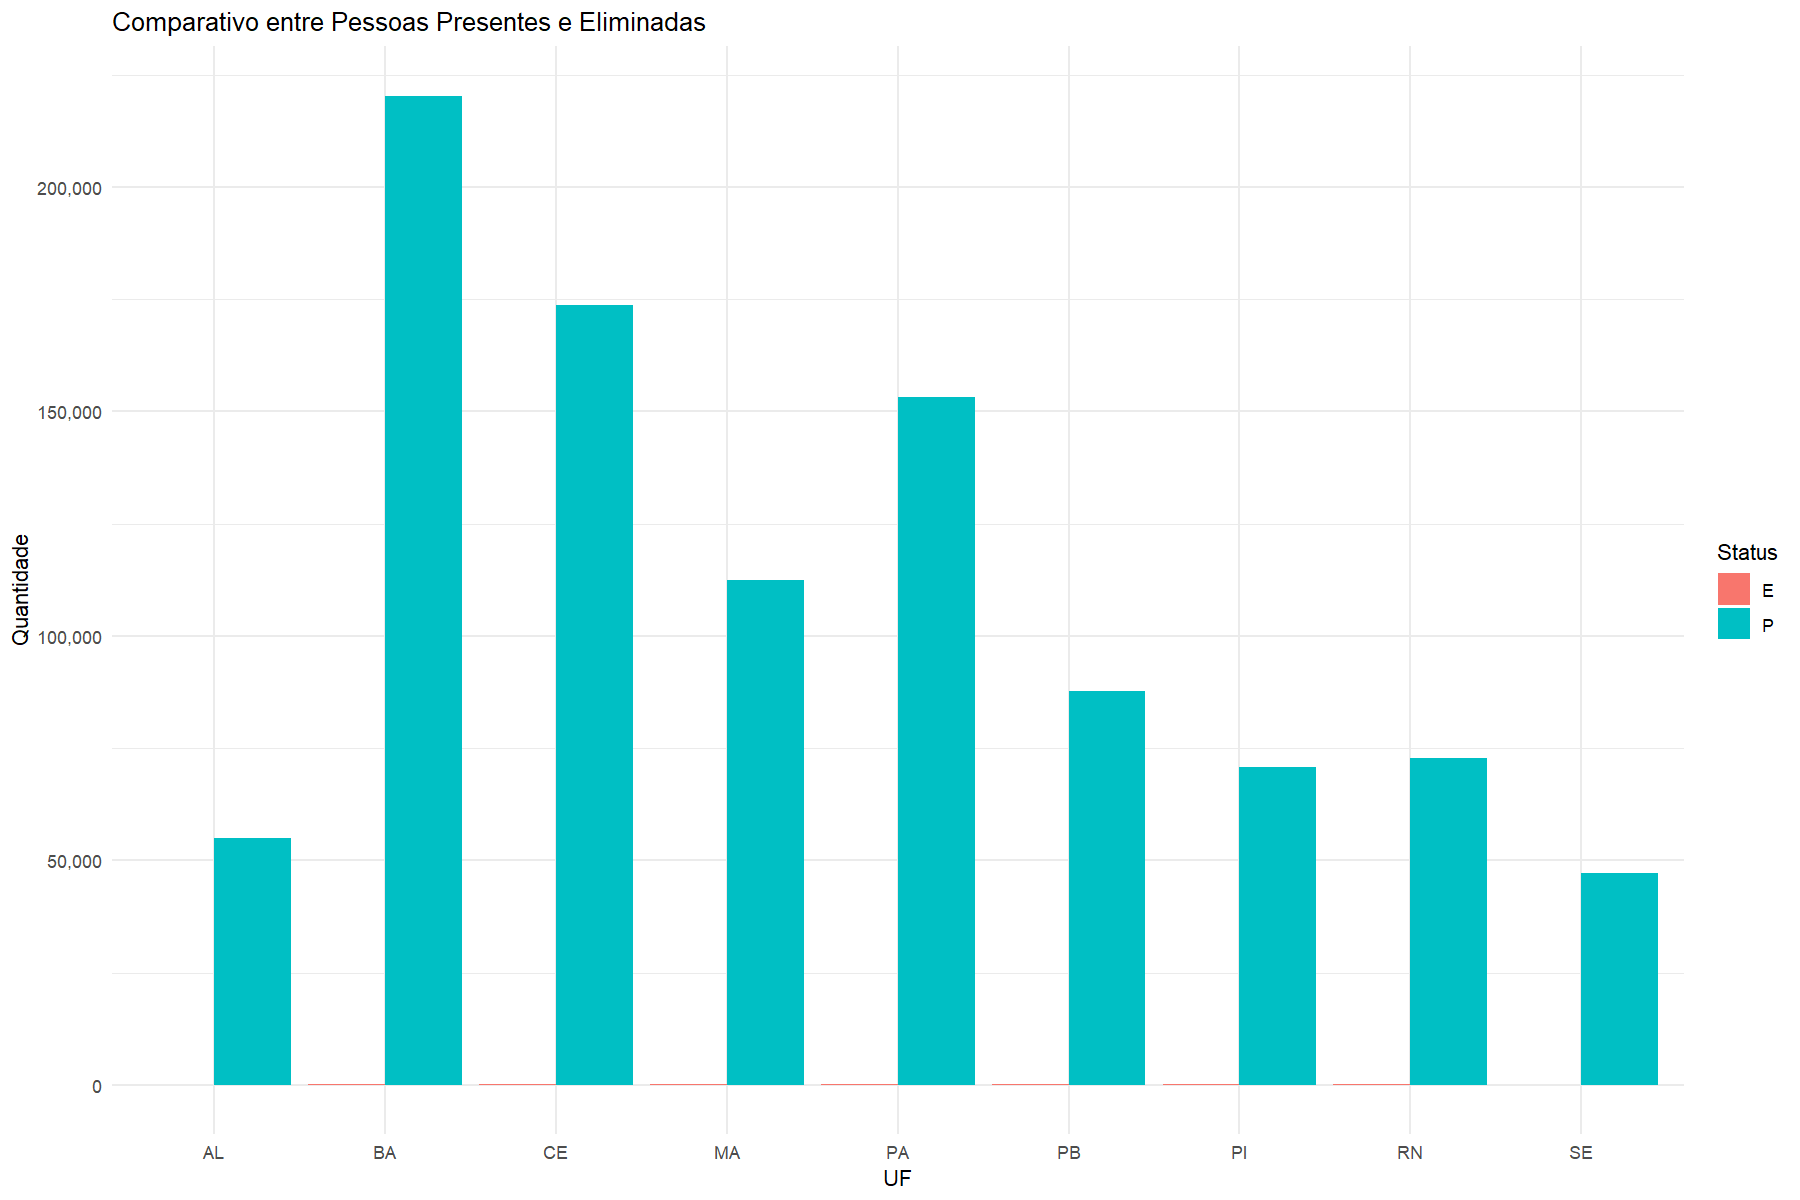 Comparativo entre Pessoas Presentes e Eliminadas
Quantidade
200,000
150,000
100,000
50,000
0
AL BA CE MA PA PB PI RN SE
UF
Status
E
P